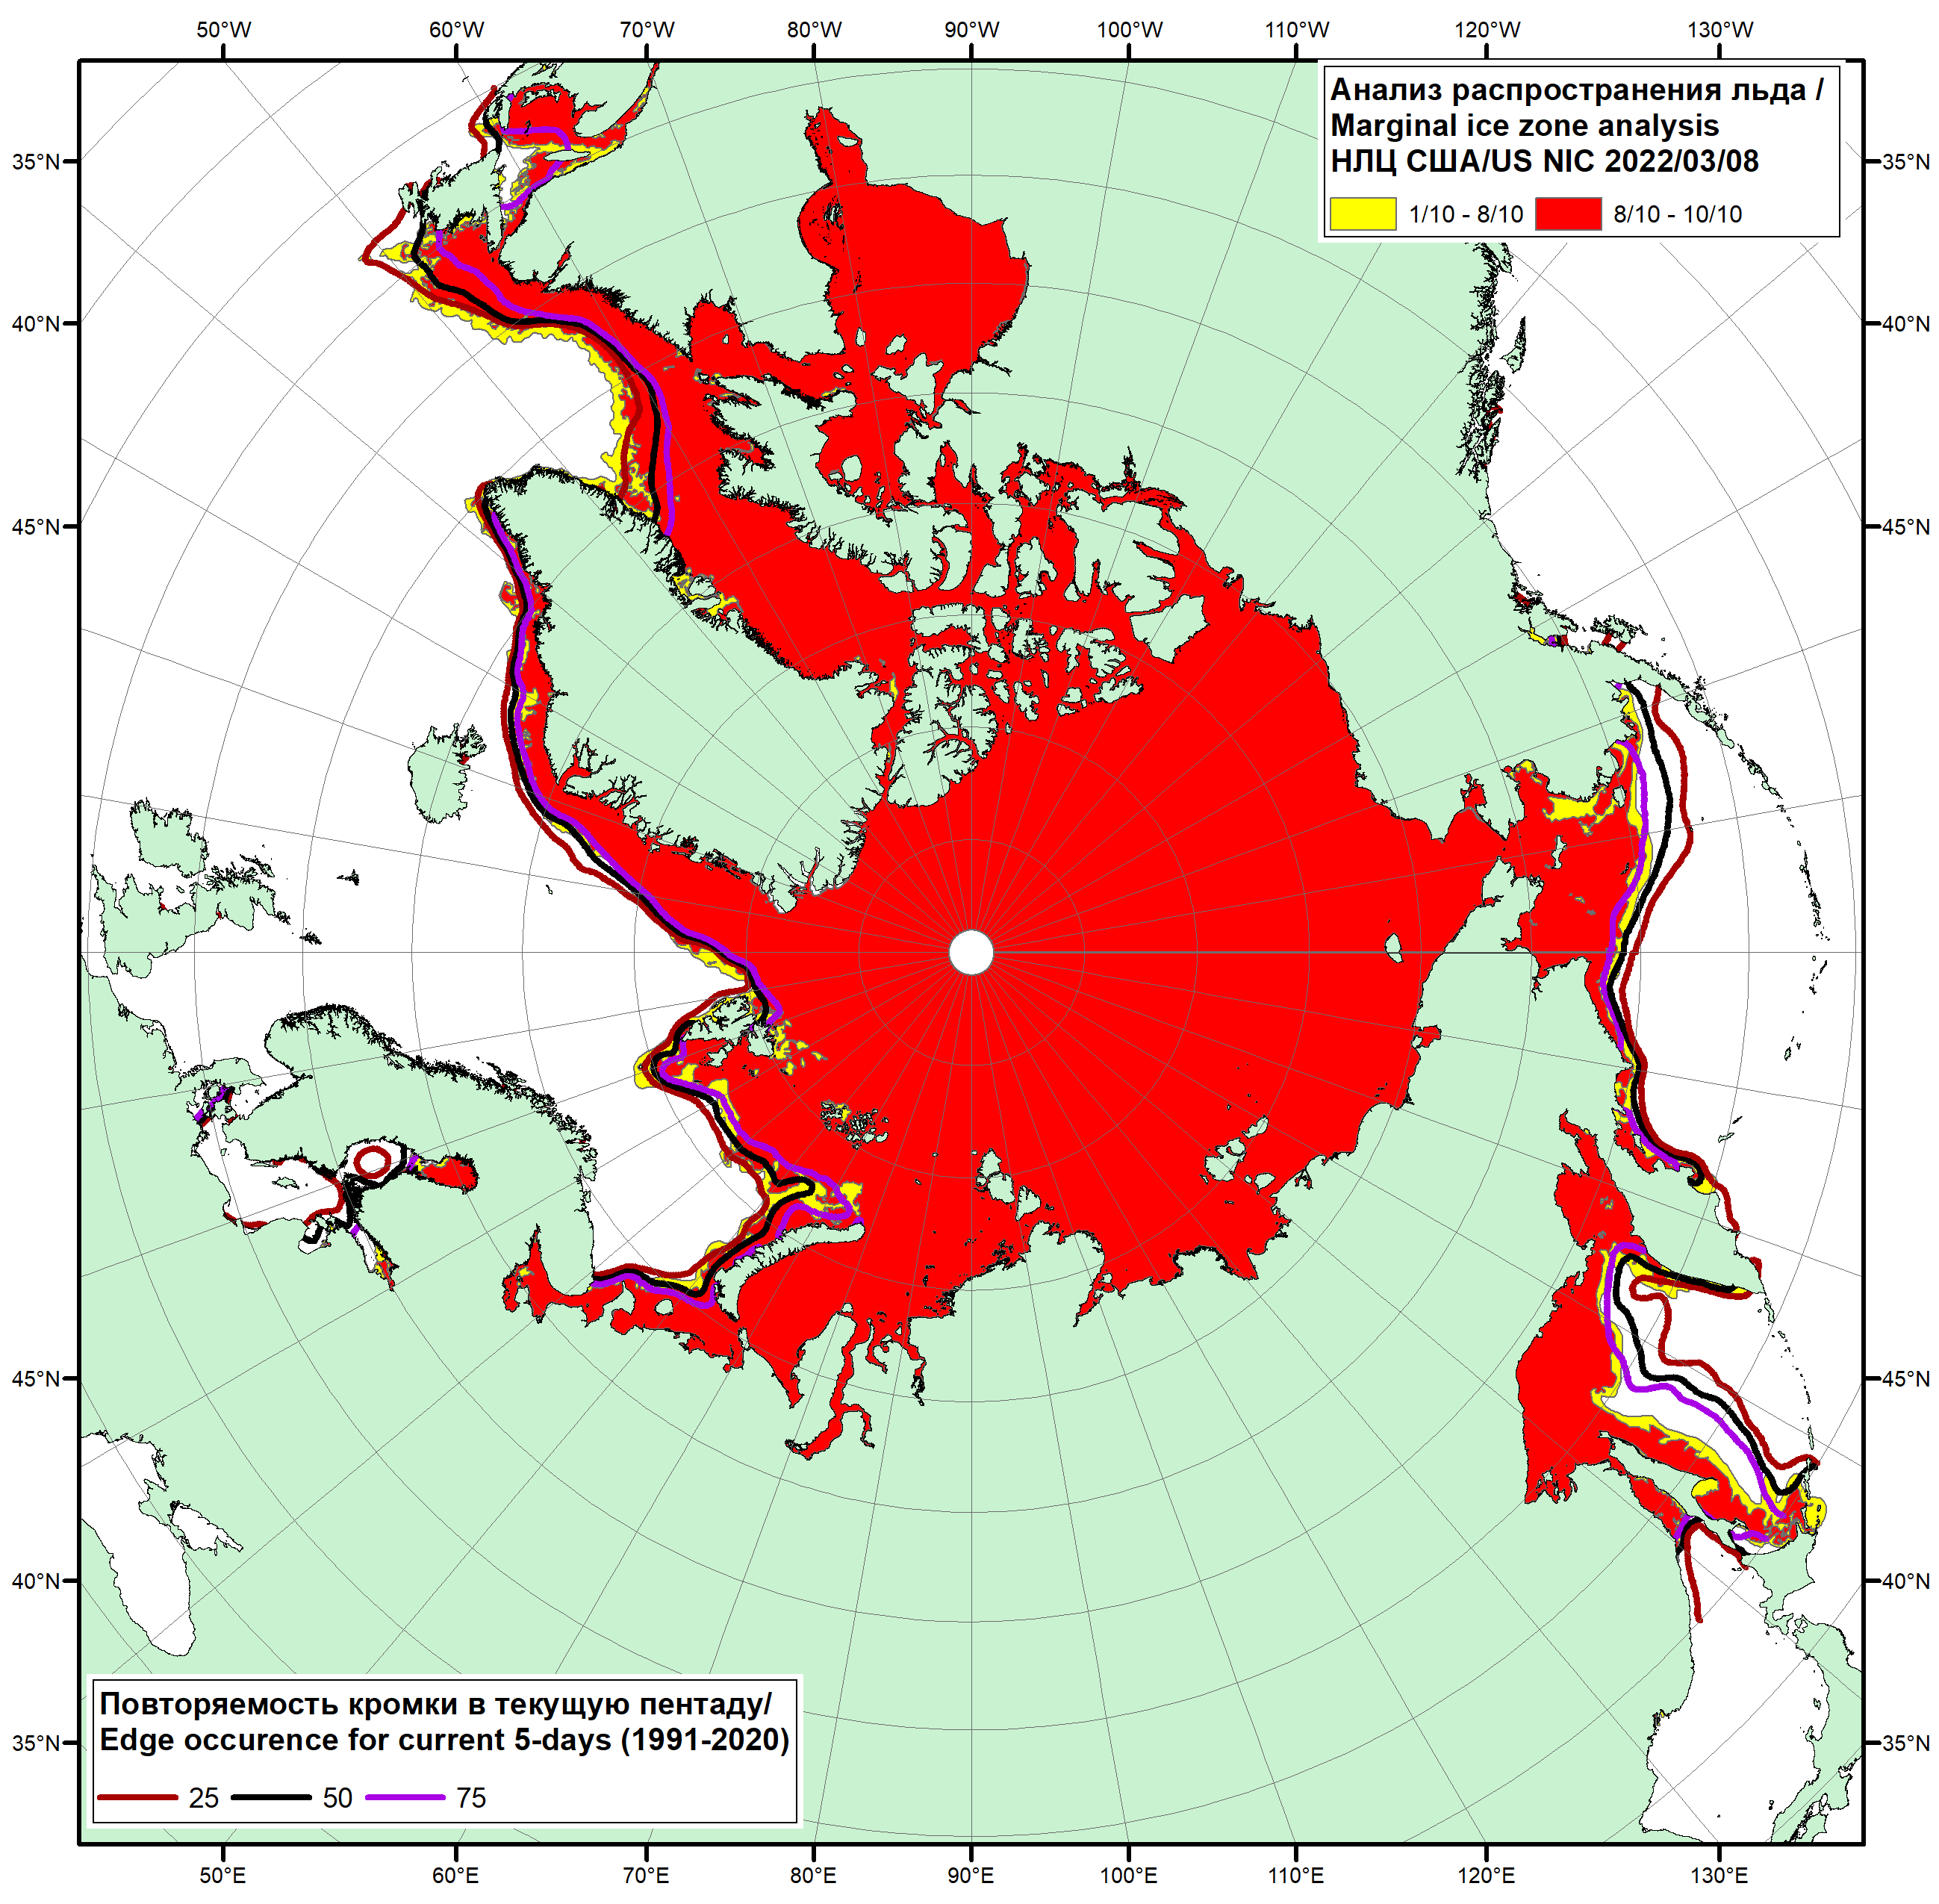 50°W 60°W 70°W 80°W 90°W 100°W 110°W 120°W 130°W
Анализ распространения льда /
Marginal ice zone analysis
НЛЦ США/US NIC 2022/03/08
1/10 - 8/10 8/10 - 10/10
35°N 35°N
40°N 40°N
45°N 45°N
45°N 45°N
40°N 40°N
35°N 35°N
Повторяемость кромки в текущую пентаду/
Edge occurence for current 5-days (1991-2020)
25 50 75
50°E 60°E 70°E 80°E 90°E 100°E 110°E 120°E 130°E